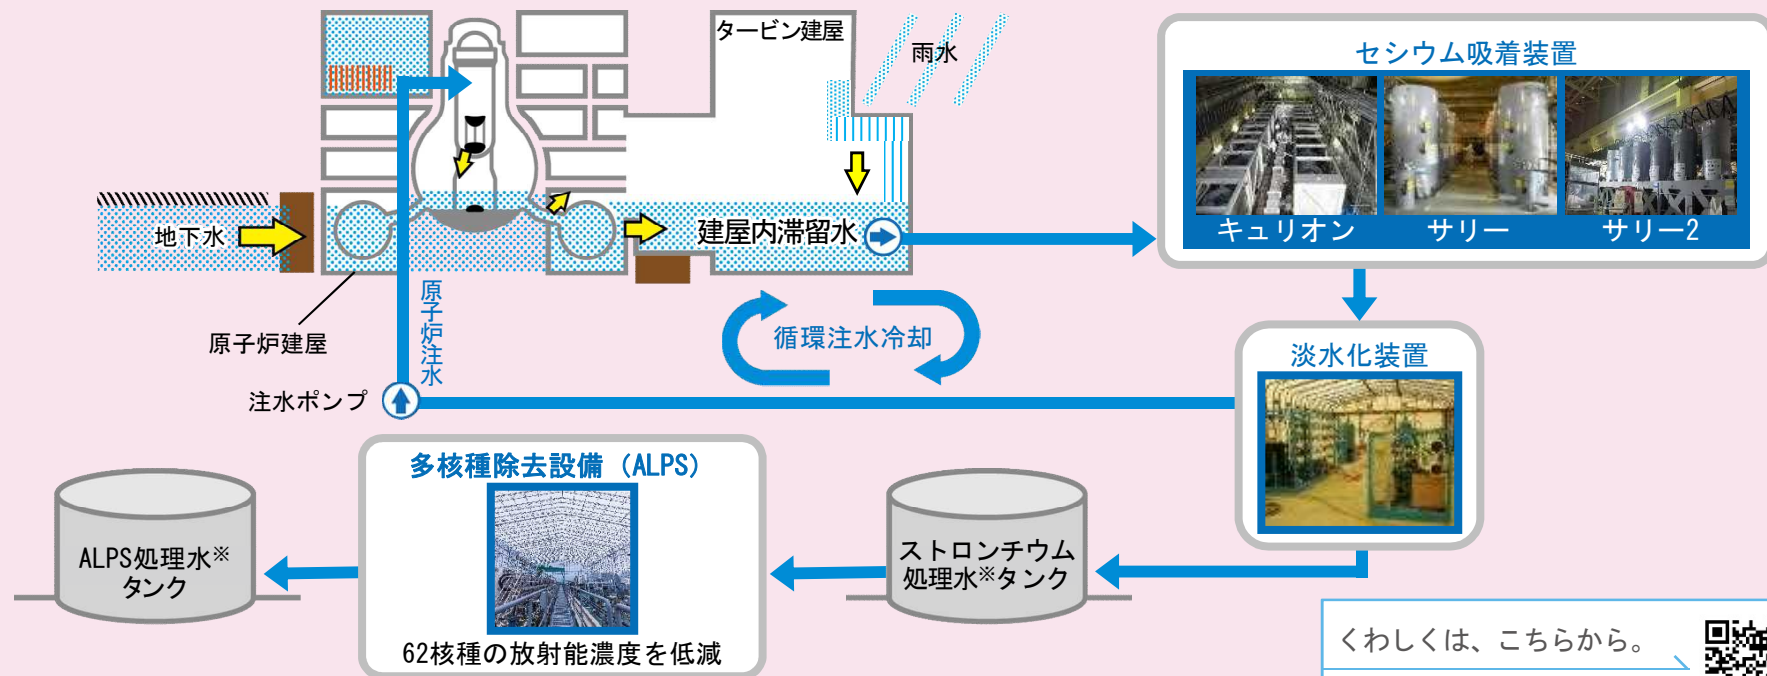 タービン建屋
雨水
セシウム吸着装置
キュリオン
サリー
サリー2
地下水
建屋内滞留水
原子炉建屋
原子炉注水
循環注水冷却
淡水化装置
注水ポンプ
多核種除去設備（ALPS）
62核種の放射能濃度を低減
ALPS処理水※
タンク
ストロンチウム
処理水※タンク
くわしくは、こちらから。